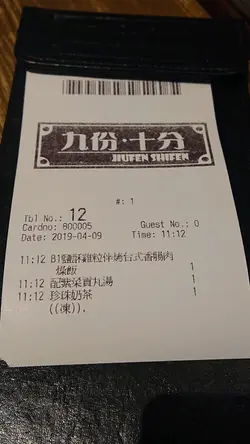 九份·十分
JIUFEN SHIFEN
#: 1
Tbl No.: 12
Cardno: 800005 Guest No.: 0
Date: 2019-04-09 Time: 11:12
11:12 B1鹽酥雞粒伴焗台式香腸肉
燥飯 1
11:12 配紫菜貢丸湯 1
11:12 珍珠奶茶 1
((凍)).